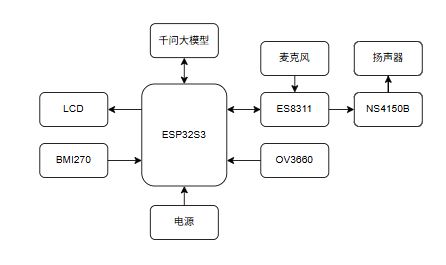 千问大模型
麦克风
扬声器
LCD
ESP32S3
ES8311
NS4150B
BMI270
OV3660
电源